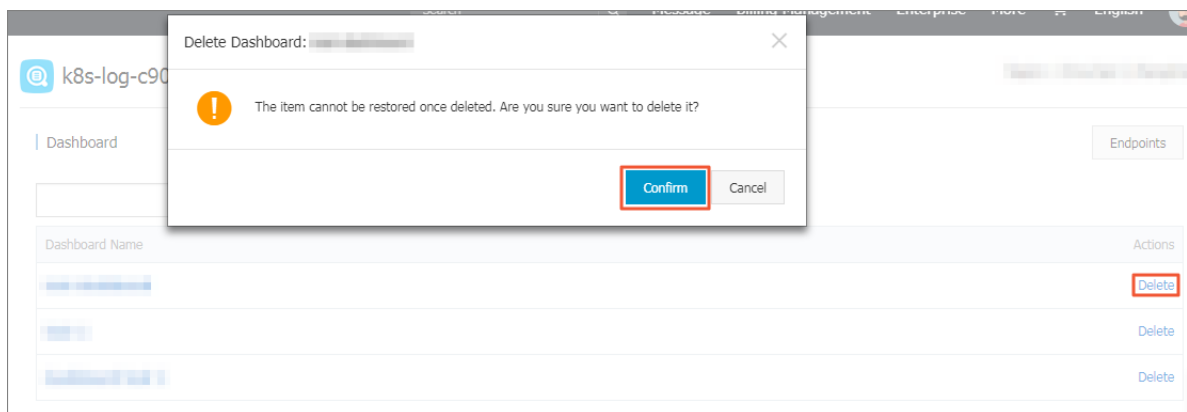 Search Message Billing Management Enterprise More English
Delete Dashboard:
k8s-log-c90
The item cannot be restored once deleted. Are you sure you want to delete it?
Dashboard
Endpoints
Confirm
Cancel
Dashboard Name
Actions
Delete
Delete
Delete